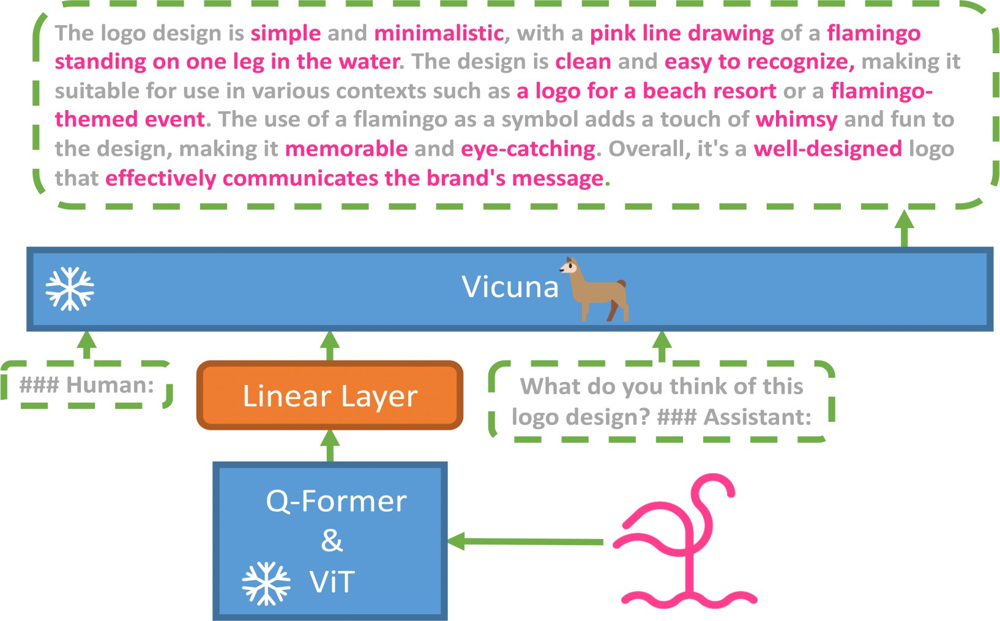 The logo design is simple and minimalistic, with a pink line drawing of a flamingo
standing on one leg in the water. The design is clean and easy to recognize, making it
suitable for use in various contexts such as a logo for a beach resort or a flamingo-
themed event. The use of a flamingo as a symbol adds a touch of whimsy and fun to
the design, making it memorable and eye-catching. Overall, it's a well-designed logo
that effectively communicates the brand's message.
Vicuna
### Human:
Linear Layer
What do you think of this
logo design? ### Assistant:
Q-Former
&
ViT